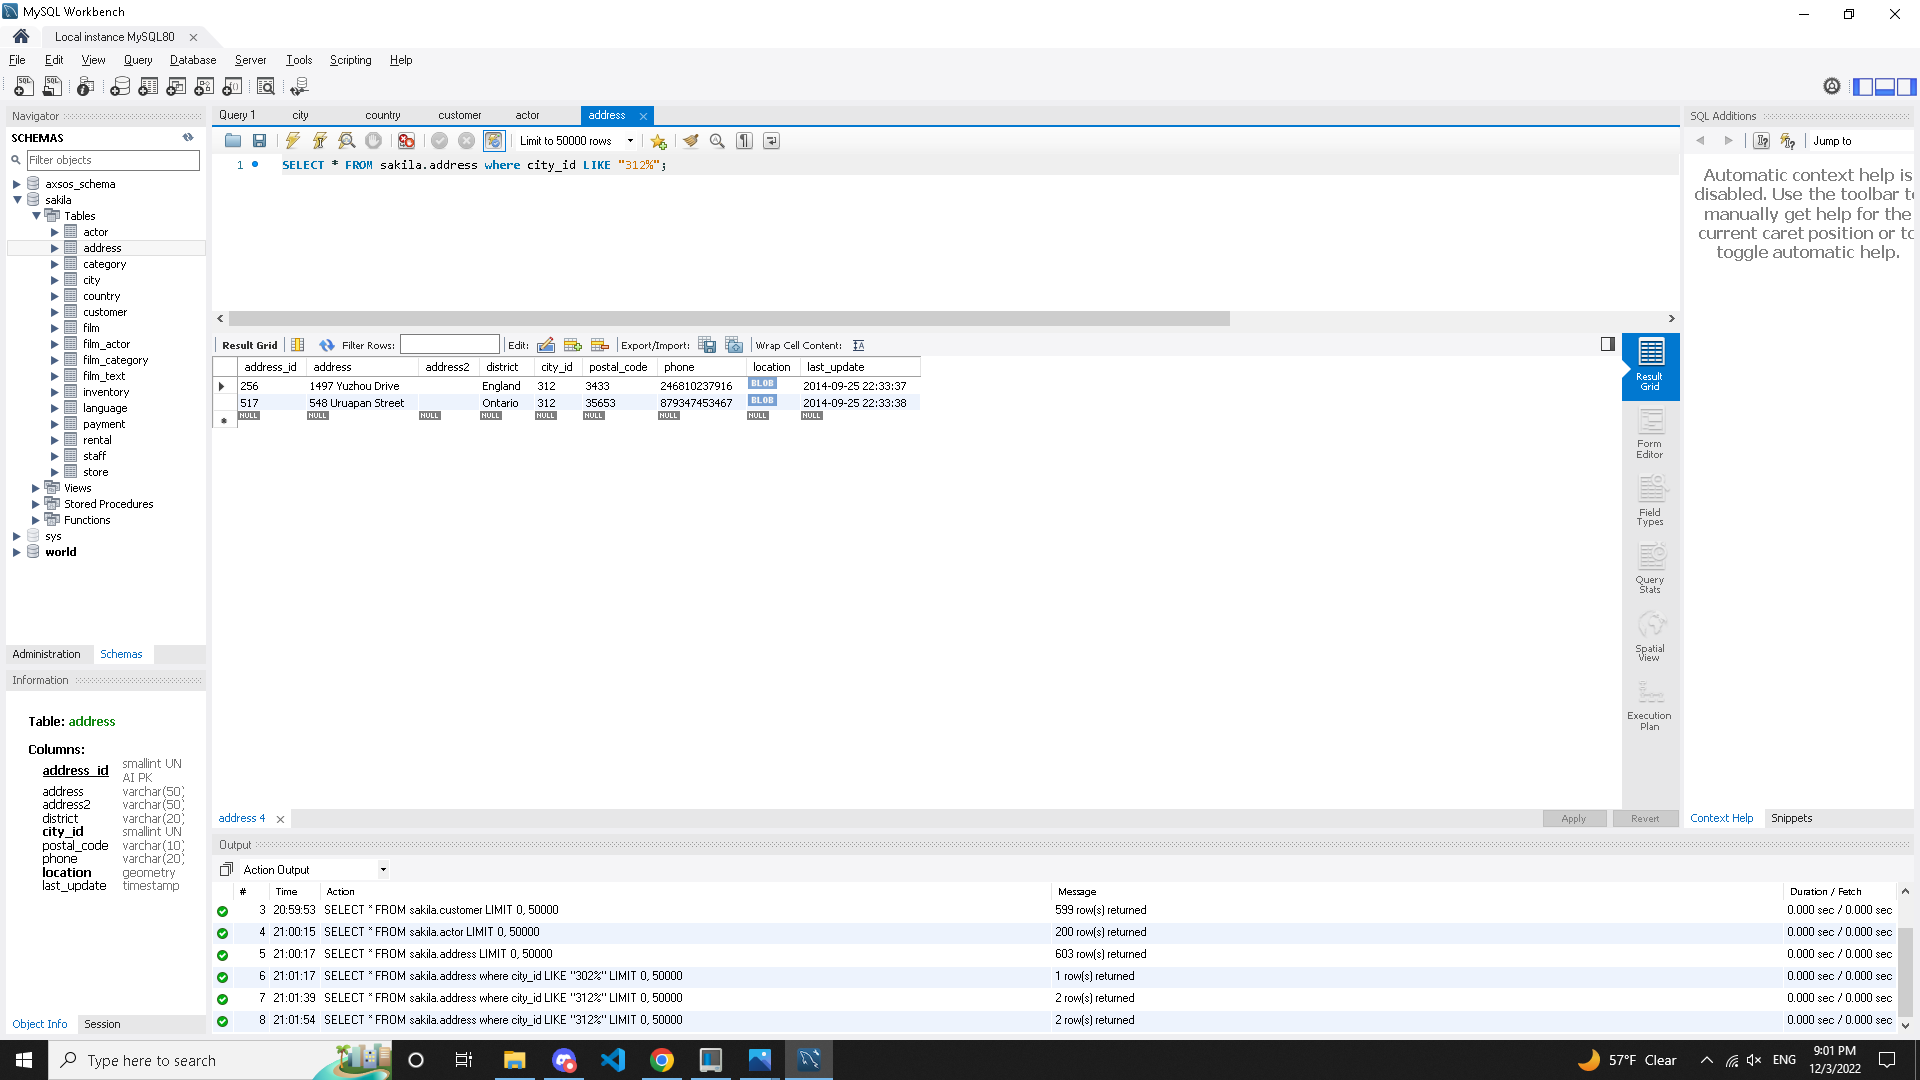 MySQL Workbench
Local instance MySQL80
File Edit View Query Database Server Tools Scripting Help
Navigator
SCHEMAS
Filter objects
axsos_schema
sakila
Tables
actor
address
category
city
country
customer
film
film_actor
film_category
film_text
inventory
language
payment
rental
staff
store
Views
Stored Procedures
Functions
sys
world
Administration Schemas
Information
Table: address
Columns:
address_id smallint UN AI PK
address varchar(50)
address2 varchar(50)
district varchar(20)
city_id smallint UN
postal_code varchar(10)
phone varchar(20)
location geometry
last_update timestamp
Object Info Session
Query 1 city country customer actor address
Limit to 50000 rows
1 SELECT * FROM sakila.address where city_id LIKE "312%";
Result Grid Filter Rows: Edit: Export/Import: Wrap Cell Content:
address_id address address2 district city_id postal_code phone location last_update
256 1497 Yuzhou Drive England 312 3433 246810237916 BLOB 2014-09-25 22:33:37
517 548 Uruapan Street Ontario 312 35653 879347453467 BLOB 2014-09-25 22:33:38
NULL NULL NULL NULL NULL NULL NULL NULL NULL
Result Grid
Form Editor
Field Types
Query Stats
Spatial View
Execution Plan
address 4
Apply Revert
SQL Additions
Jump to
Automatic context help is
disabled. Use the toolbar t
manually get help for the
current caret position or to
toggle automatic help.
Context Help Snippets
Output
Action Output
# Time Action Message Duration / Fetch
3 20:59:53 SELECT * FROM sakila.customer LIMIT 0, 50000 599 row(s) returned 0.000 sec / 0.000 sec
4 21:00:15 SELECT * FROM sakila.actor LIMIT 0, 50000 200 row(s) returned 0.000 sec / 0.000 sec
5 21:00:17 SELECT * FROM sakila.address LIMIT 0, 50000 603 row(s) returned 0.000 sec / 0.000 sec
6 21:01:17 SELECT * FROM sakila.address where city_id LIKE "302%" LIMIT 0, 50000 1 row(s) returned 0.000 sec / 0.000 sec
7 21:01:39 SELECT * FROM sakila.address where city_id LIKE "312%" LIMIT 0, 50000 2 row(s) returned 0.000 sec / 0.000 sec
8 21:01:54 SELECT * FROM sakila.address where city_id LIKE "312%" LIMIT 0, 50000 2 row(s) returned 0.000 sec / 0.000 sec
Type here to search
57°F Clear
ENG
9:01 PM
12/3/2022